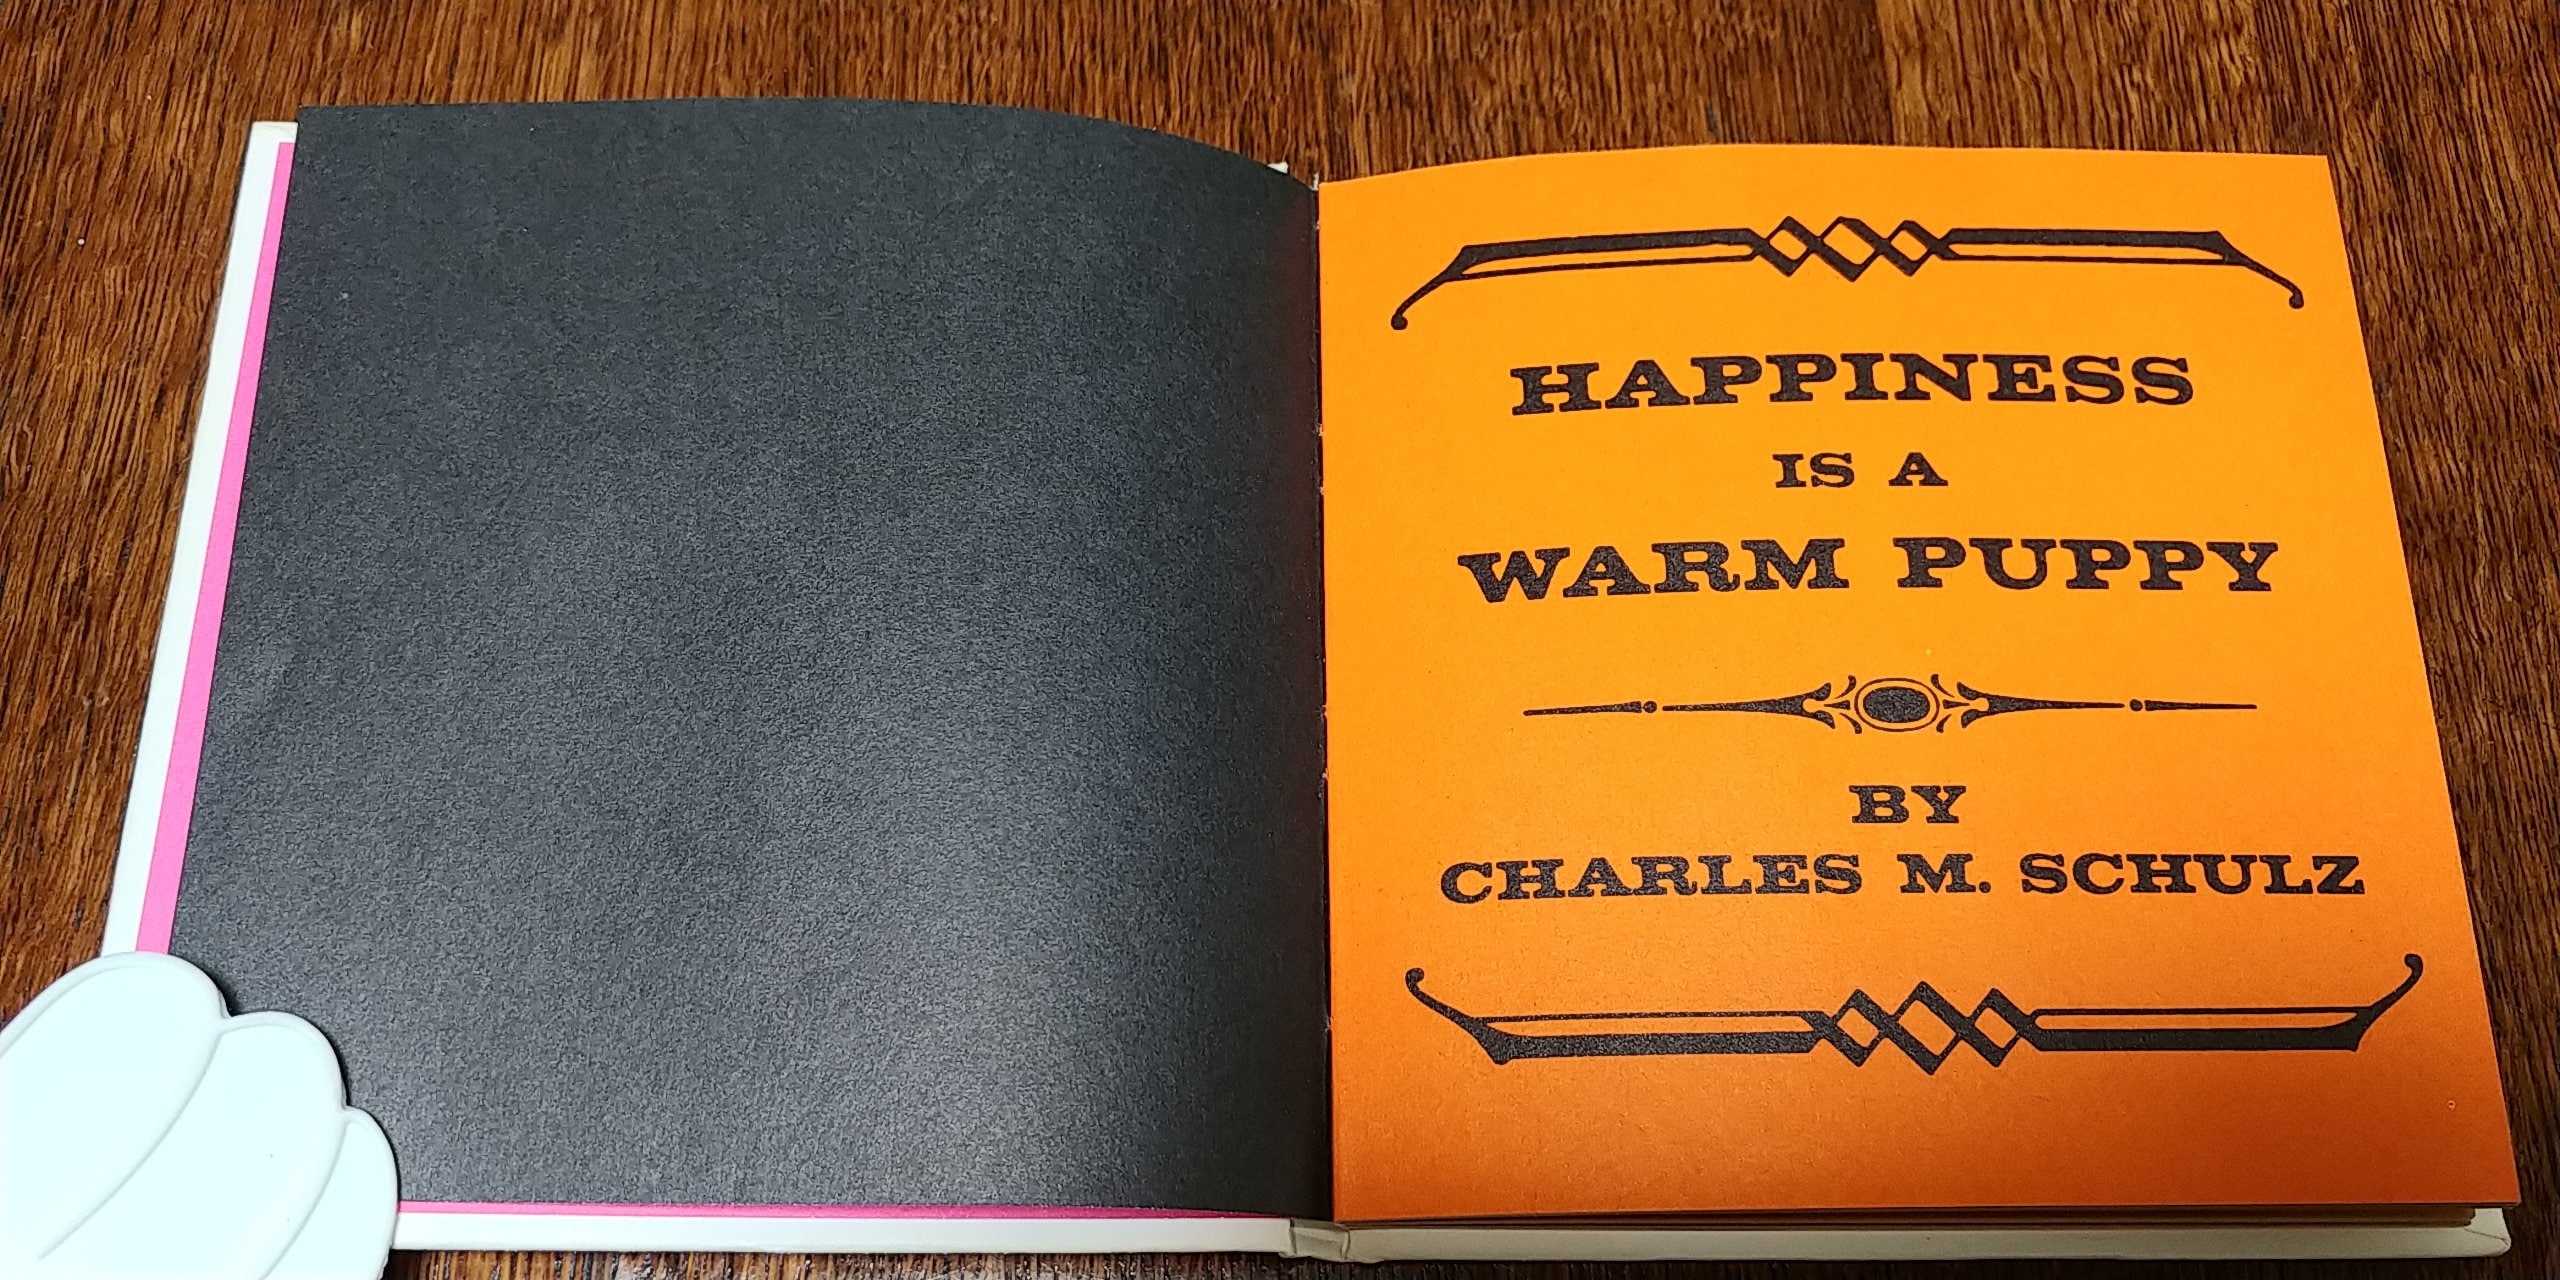 HAPPINESS
IS A
WARM PUPPY
BY
CHARLES M. SCHULZ